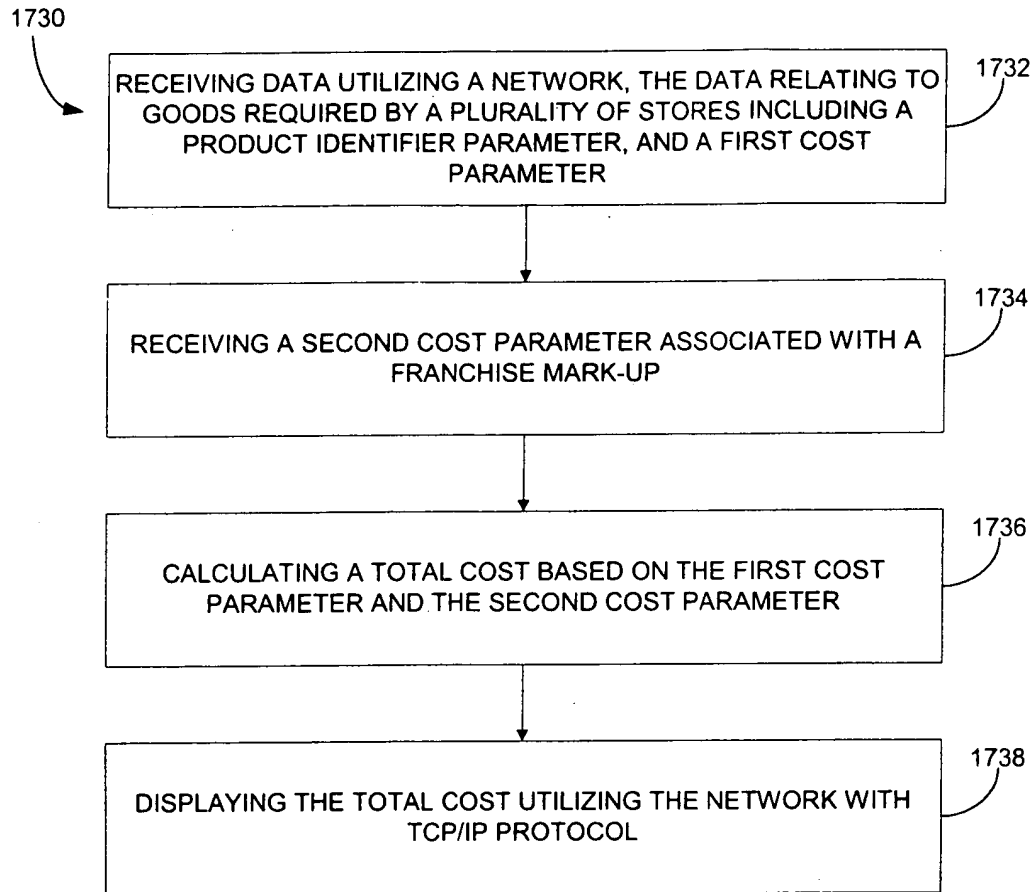 1730
RECEIVING DATA UTILIZING A NETWORK, THE DATA RELATING TO
GOODS REQUIRED BY A PLURALITY OF STORES INCLUDING A
PRODUCT IDENTIFIER PARAMETER, AND A FIRST COST
PARAMETER
1732
RECEIVING A SECOND COST PARAMETER ASSOCIATED WITH A
FRANCHISE MARK-UP
1734
CALCULATING A TOTAL COST BASED ON THE FIRST COST
PARAMETER AND THE SECOND COST PARAMETER
1736
DISPLAYING THE TOTAL COST UTILIZING THE NETWORK WITH
TCP/IP PROTOCOL
1738